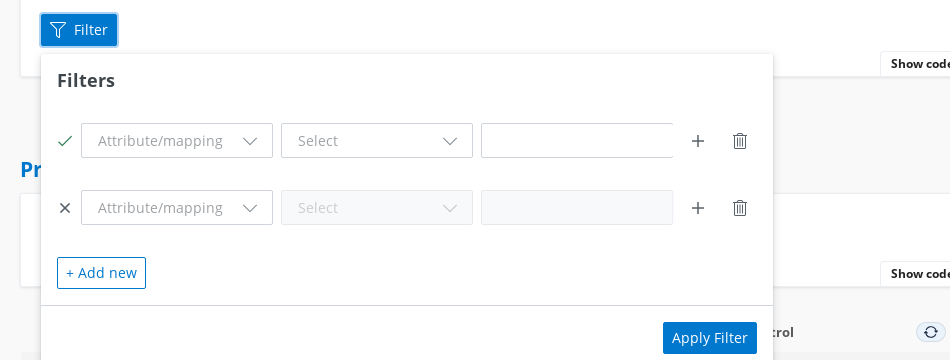 Filter
Show code
Filters
Attribute/mapping Select
Pr
Attribute/mapping Select
+ Add new
Show code
trol
Apply Filter